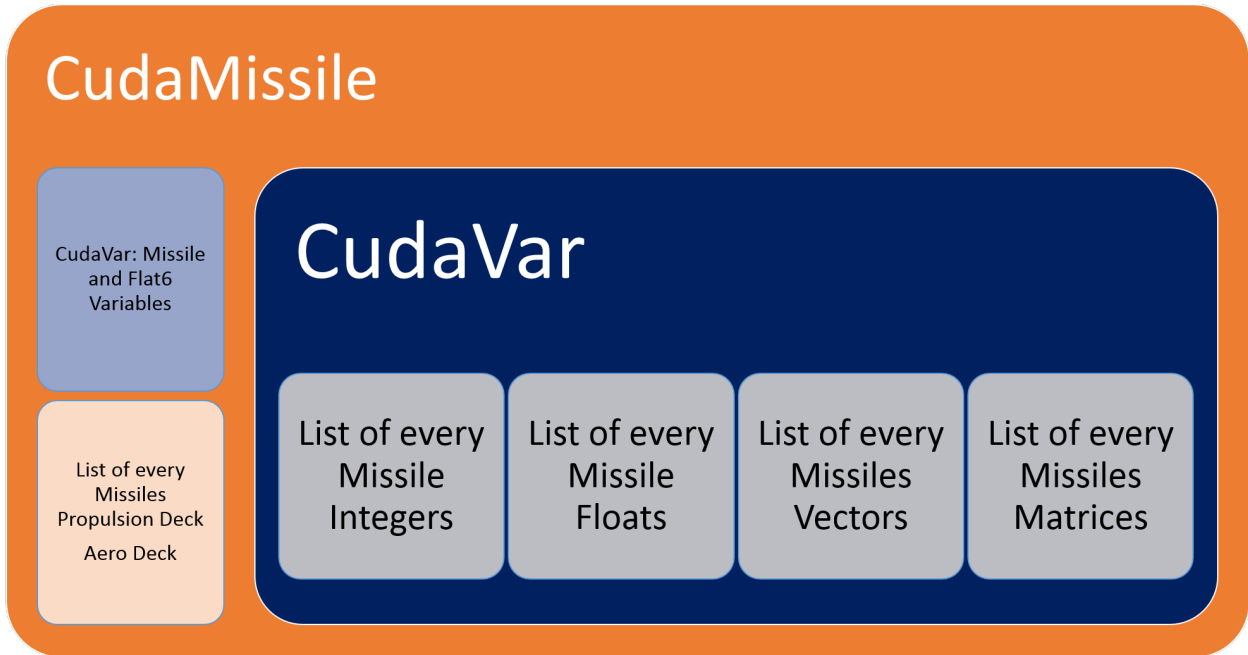 CudaMissile
CudaVar: Missile
and Flat6
Variables
List of every
Missiles
Propulsion Deck
Aero Deck
CudaVar
List of every
Missile
Integers
List of every
Missile
Floats
List of every
Missiles
Vectors
List of every
Missiles
Matrices